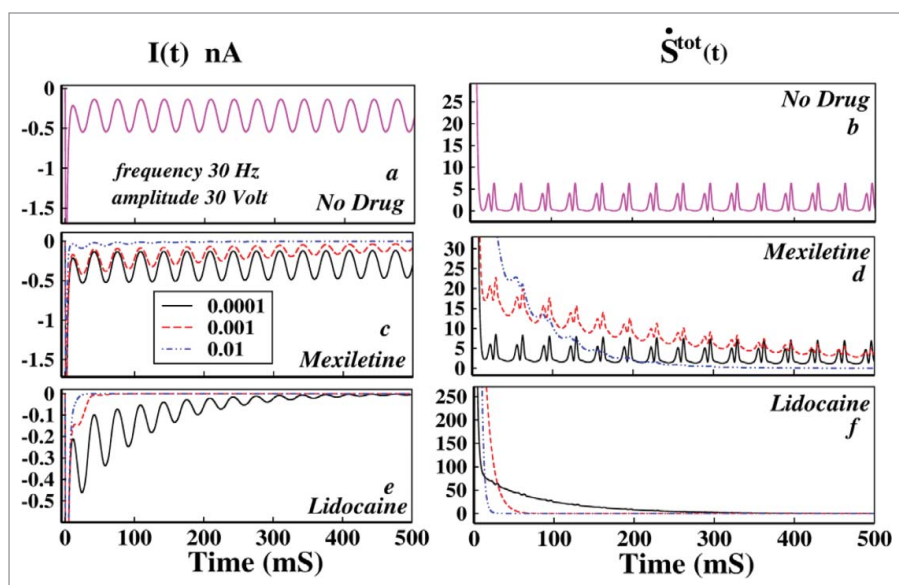 I(t) nA
Ṡtot(t)
0
-0.5
-1
-1.5
frequency 30 Hz
amplitude 30 Volt
a
No Drug
25
20
15
10
5
0
No Drug
b
0
-0.5
-1
-1.5
0.0001
0.001
0.01
c
Mexiletine
30
25
20
15
10
5
0
Mexiletine
d
0
-0.1
-0.2
-0.3
-0.4
-0.5
e
Lidocaine
250
200
150
100
50
0
Lidocaine
f
0 100 200 300 400 500
Time (mS)
0 100 200 300 400 500
Time (mS)